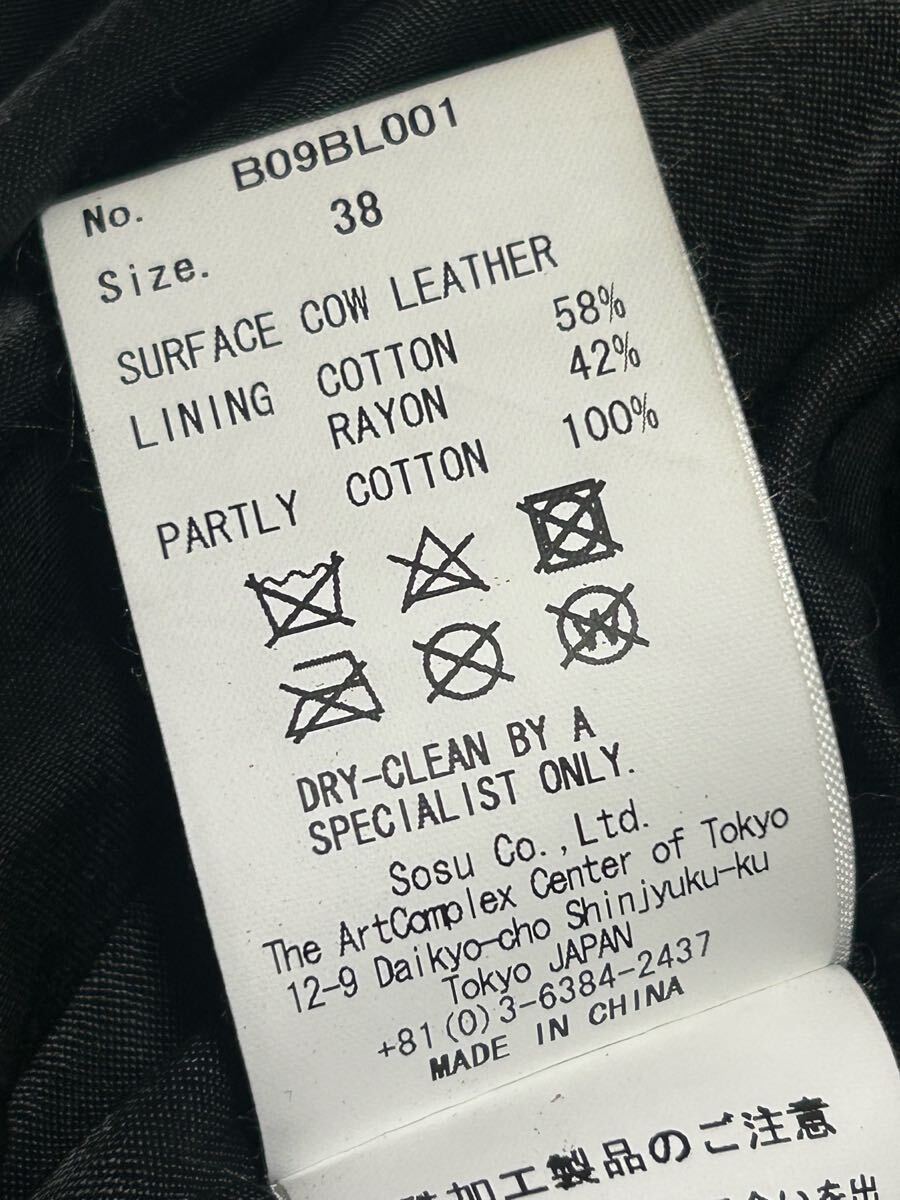 No. B09BL001
Size. 38
SURFACE COW LEATHER
LINING COTTON 58%
RAYON 42%
PARTLY COTTON 100%
W
DRY-CLEAN BY A
SPECIALIST ONLY.
Sosu Co.,Ltd.
The ArtComplex Center of Tokyo
12-9 Daikyo-cho Shinjyuku-ku
Tokyo JAPAN
+81(0)3-6384-2437
MADE IN CHINA
加工製品のご注意